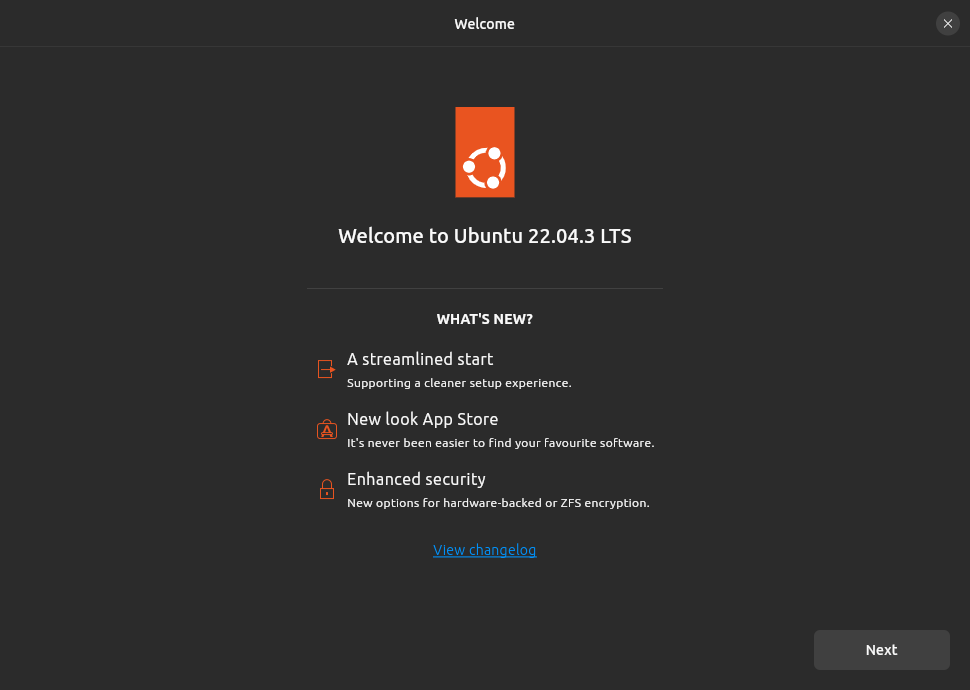 Welcome
Welcome to Ubuntu 22.04.3 LTS
WHAT'S NEW?
A streamlined start
Supporting a cleaner setup experience.
New look App Store
It's never been easier to find your favourite software.
Enhanced security
New options for hardware-backed or ZFS encryption.
View changelog
Next